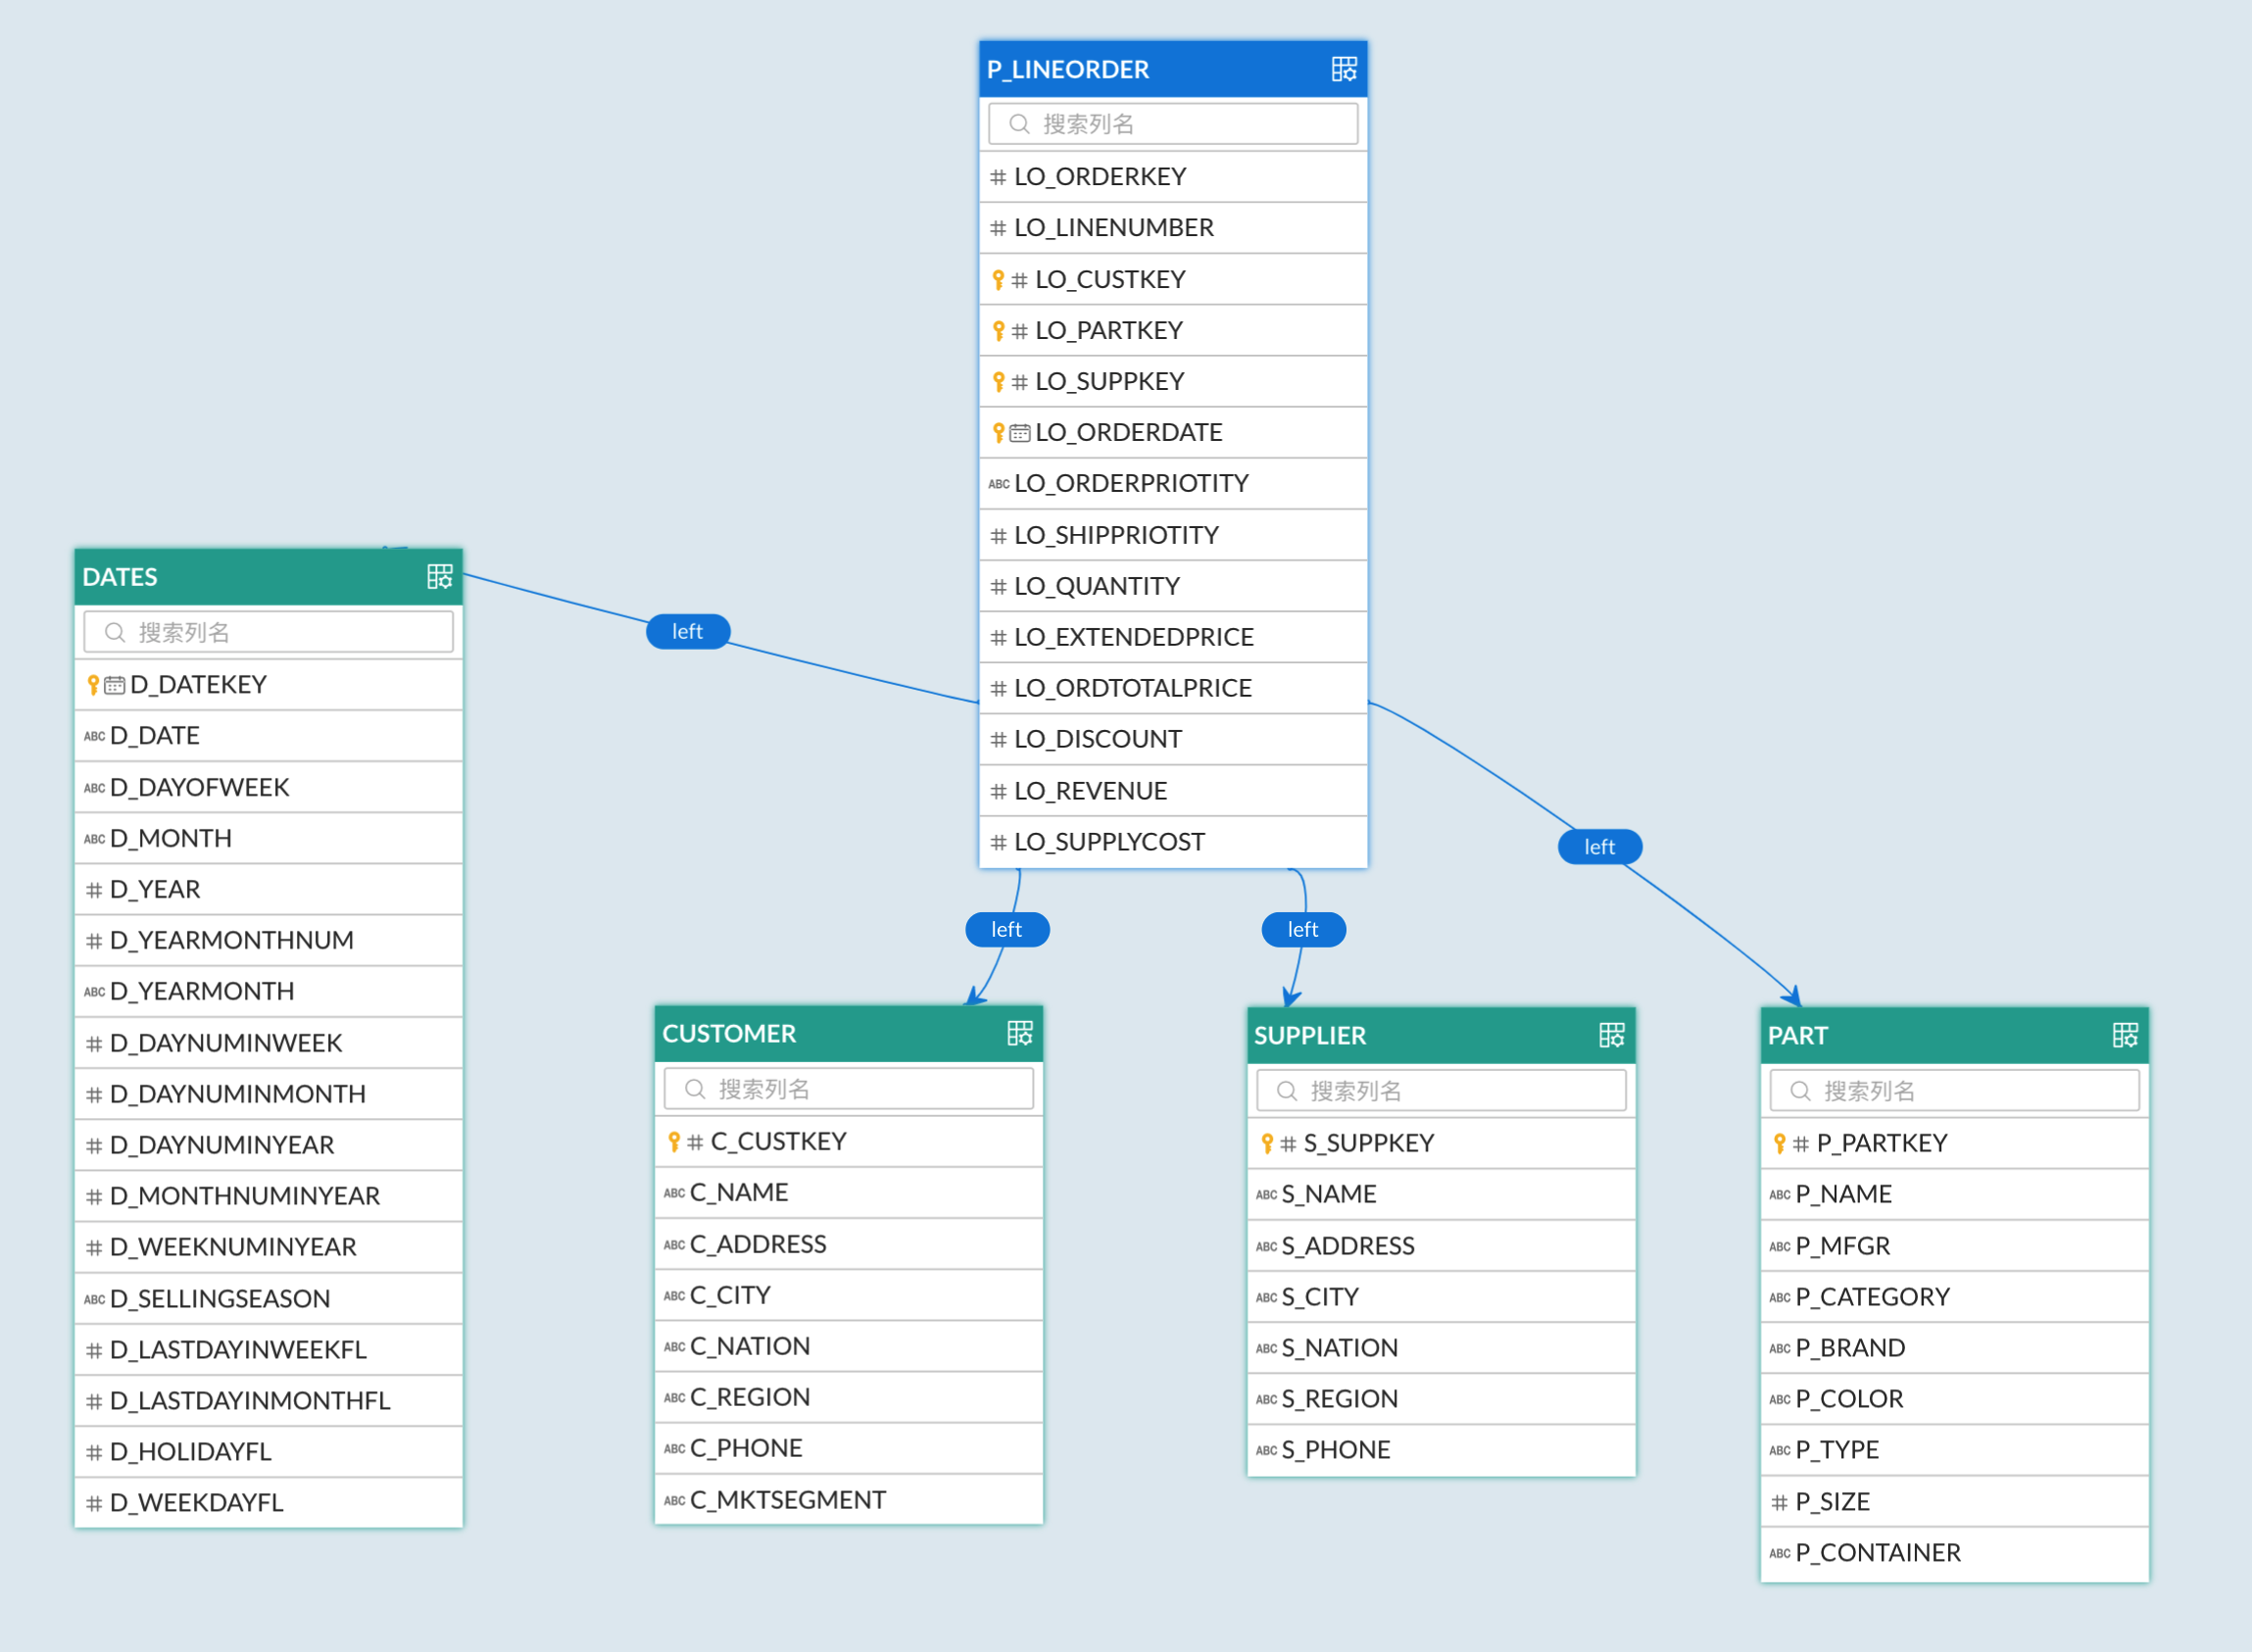 P_LINEORDER
搜索列名
LO_ORDERKEY
LO_LINENUMBER
LO_CUSTKEY
LO_PARTKEY
LO_SUPPKEY
LO_ORDERDATE
ABC LO_ORDERPRIOTITY
LO_SHIPPRIOTITY
LO_QUANTITY
LO_EXTENDEDPRICE
LO_ORDTOTALPRICE
LO_DISCOUNT
LO_REVENUE
LO_SUPPLYCOST
left
left
left
left
DATES
搜索列名
D_DATEKEY
ABC D_DATE
ABC D_DAYOFWEEK
ABC D_MONTH
# D_YEAR
# D_YEARMONTHNUM
ABC D_YEARMONTH
# D_DAYNUMINWEEK
# D_DAYNUMINMONTH
# D_DAYNUMINYEAR
# D_MONTHNUMINYEAR
# D_WEEKNUMINYEAR
ABC D_SELLINGSEASON
# D_LASTDAYINWEEKFL
# D_LASTDAYINMONTHFL
# D_HOLIDAYFL
# D_WEEKDAYFL
CUSTOMER
搜索列名
# C_CUSTKEY
ABC C_NAME
ABC C_ADDRESS
ABC C_CITY
ABC C_NATION
ABC C_REGION
ABC C_PHONE
ABC C_MKTSEGMENT
SUPPLIER
搜索列名
# S_SUPPKEY
ABC S_NAME
ABC S_ADDRESS
ABC S_CITY
ABC S_NATION
ABC S_REGION
ABC S_PHONE
PART
搜索列名
# P_PARTKEY
ABC P_NAME
ABC P_MFGR
ABC P_CATEGORY
ABC P_BRAND
ABC P_COLOR
ABC P_TYPE
# P_SIZE
ABC P_CONTAINER